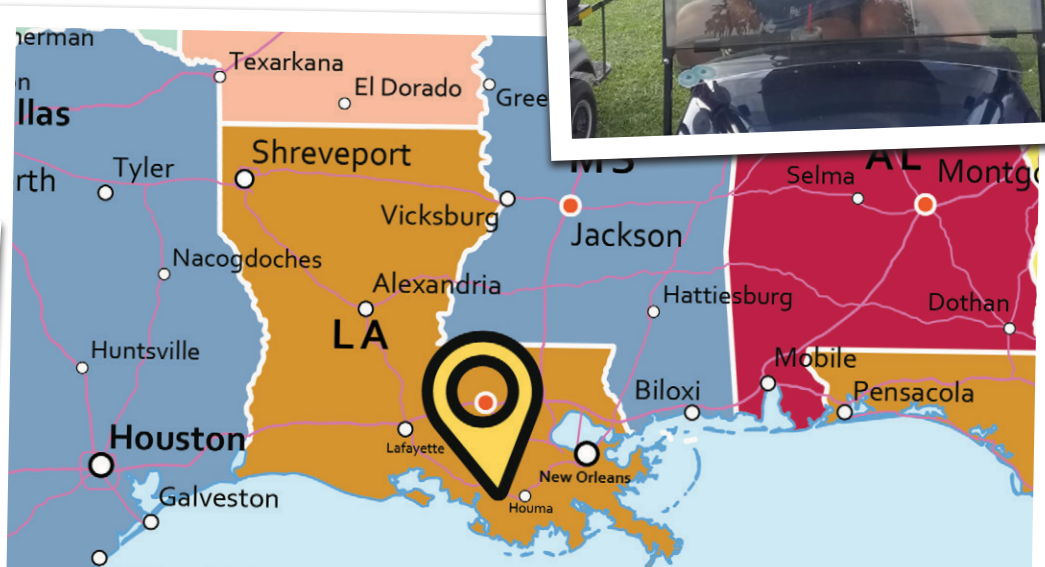 herman
n
llas
rth
Texarkana
El Dorado
Gree
Shreveport
Tyler
Vicksburg
MS
Jackson
Selma
AL
Montgo
Nacogdoches
Alexandria
LA
Hattiesburg
Dothan
Huntsville
Mobile
Biloxi
Pensacola
Houston
Lafayette
New Orleans
Galveston
Houma